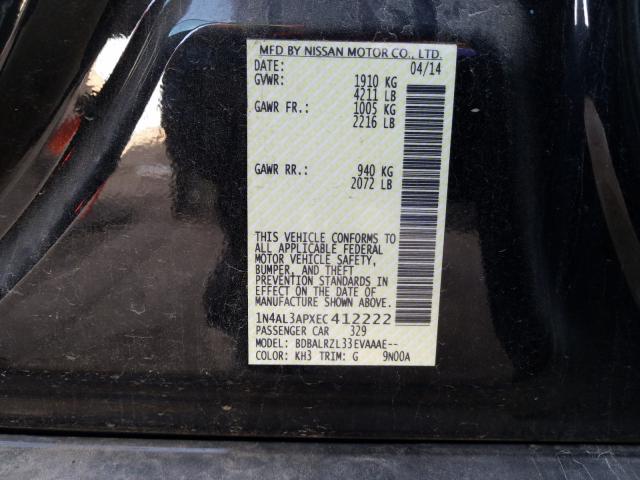 MFD BY NISSAN MOTOR CO., LTD.
DATE: 04/14
GVWR: 1910 KG
4211 LB
GAWR FR.: 1005 KG
2216 LB
GAWR RR.: 940 KG
2072 LB
THIS VEHICLE CONFORMS TO
ALL APPLICABLE FEDERAL
MOTOR VEHICLE SAFETY,
BUMPER, AND THEFT
PREVENTION STANDARDS IN
EFFECT ON THE DATE OF
MANUFACTURE SHOWN ABOVE.
1N4AL3APXEC412222
PASSENGER CAR 329
MODEL: BDBALRZL33EVAAAE--
COLOR: KH3 TRIM: G 9N00A